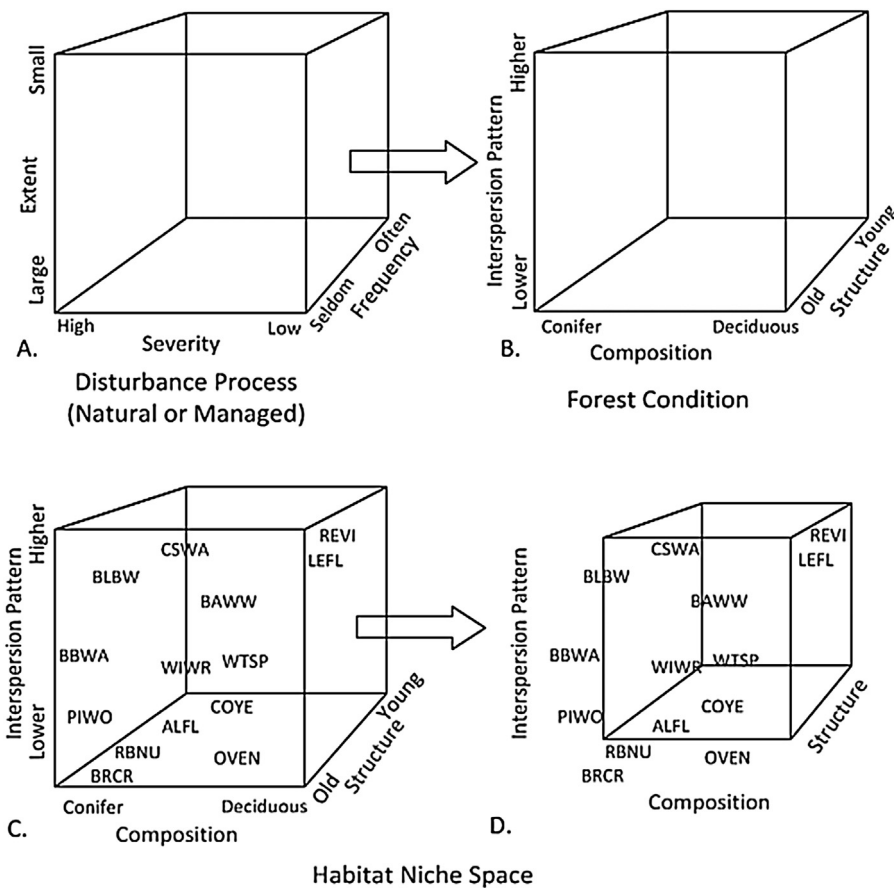 Small
Extent
Large
High
Low
Severity
Seldom
Often
Frequency
A.
Disturbance Process
(Natural or Managed)
Higher
Interspersion Pattern
Lower
Conifer
Deciduous
Composition
Old
Young
Structure
B.
Forest Condition
Higher
Interspersion Pattern
Lower
CSWA
REVI
LEFL
BLBW
BAWW
BBWA
WIWR
WTSP
PIWO
COYE
ALFL
RBNU
OVEN
BRCR
Conifer
Deciduous
Composition
Old
Young
Structure
C.
Interspersion Pattern
CSWA
REVI
LEFL
BLBW
BAWW
BBWA
WIWR
WTSP
PIWO
COYE
ALFL
RBNU
OVEN
BRCR
Structure
Composition
D.
Habitat Niche Space